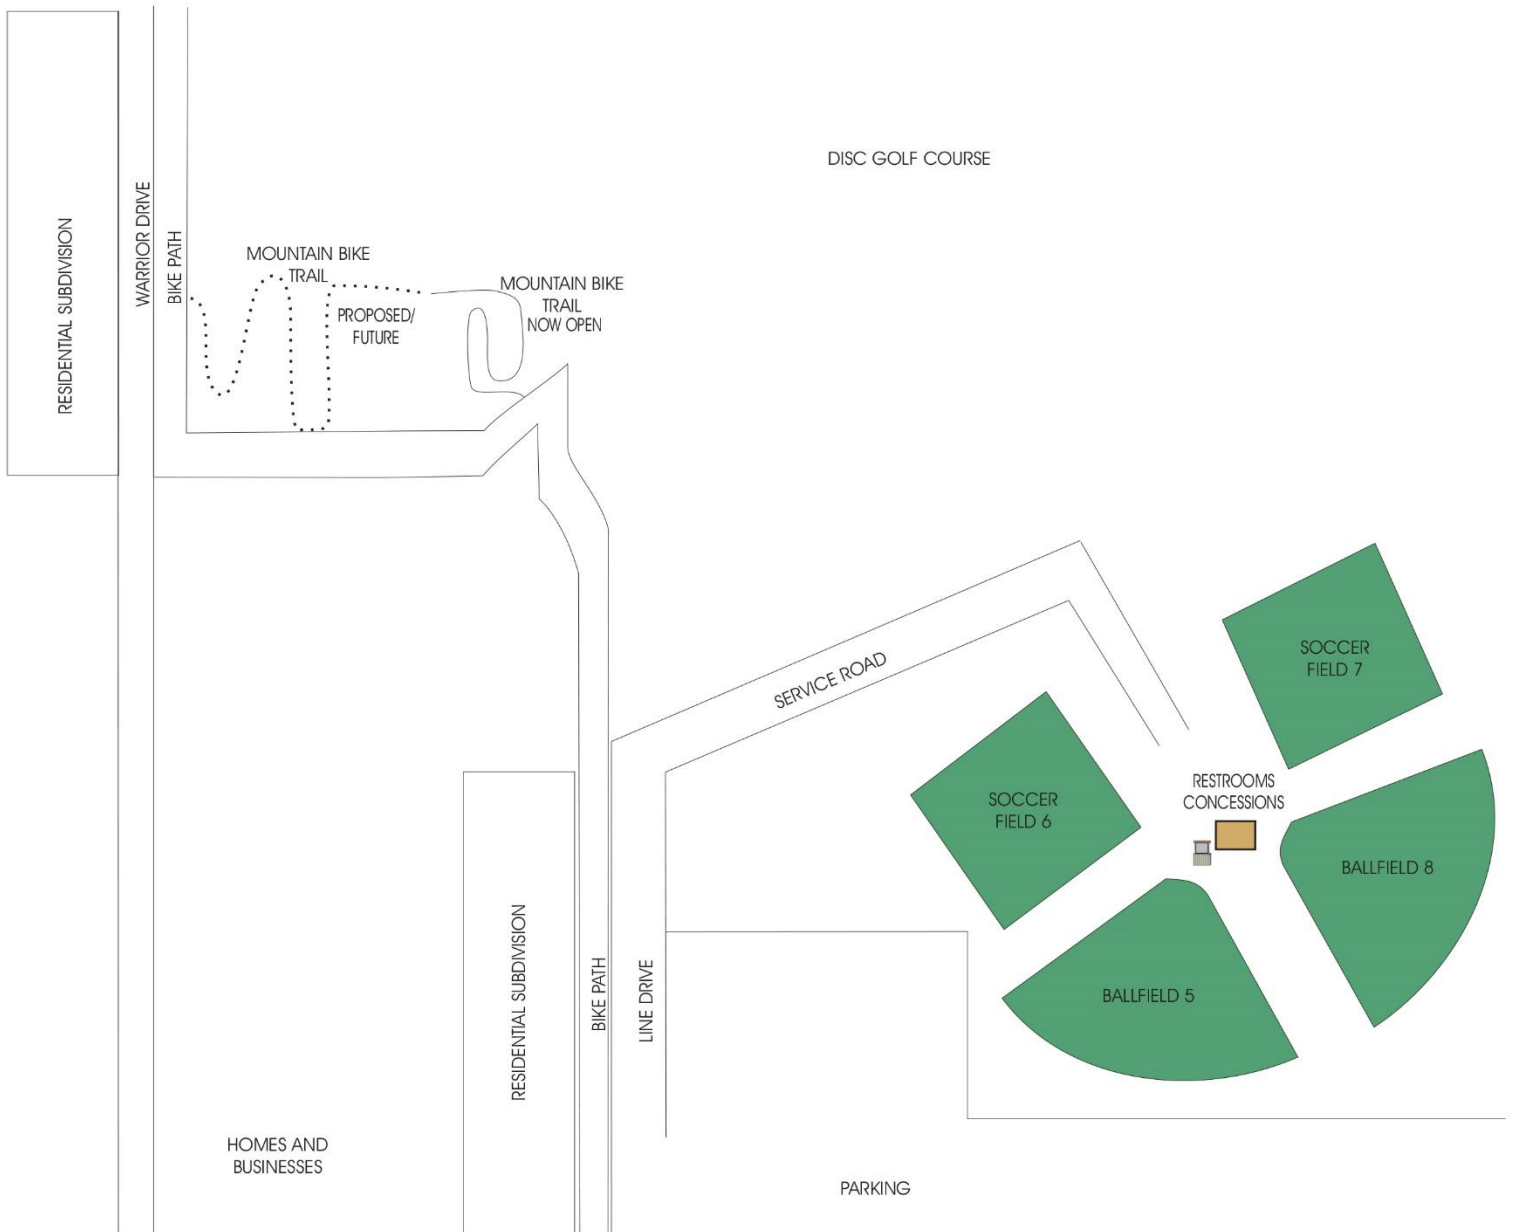 DISC GOLF COURSE
RESIDENTIAL SUBDIVISION
WARRIOR DRIVE
BIKE PATH
MOUNTAIN BIKE
TRAIL
PROPOSED/
FUTURE
MOUNTAIN BIKE
TRAIL
NOW OPEN
SERVICE ROAD
SOCCER
FIELD 7
SOCCER
FIELD 6
RESTROOMS
CONCESSIONS
BALLFIELD 8
BALLFIELD 5
RESIDENTIAL SUBDIVISION
BIKE PATH
LINE DRIVE
HOMES AND
BUSINESSES
PARKING